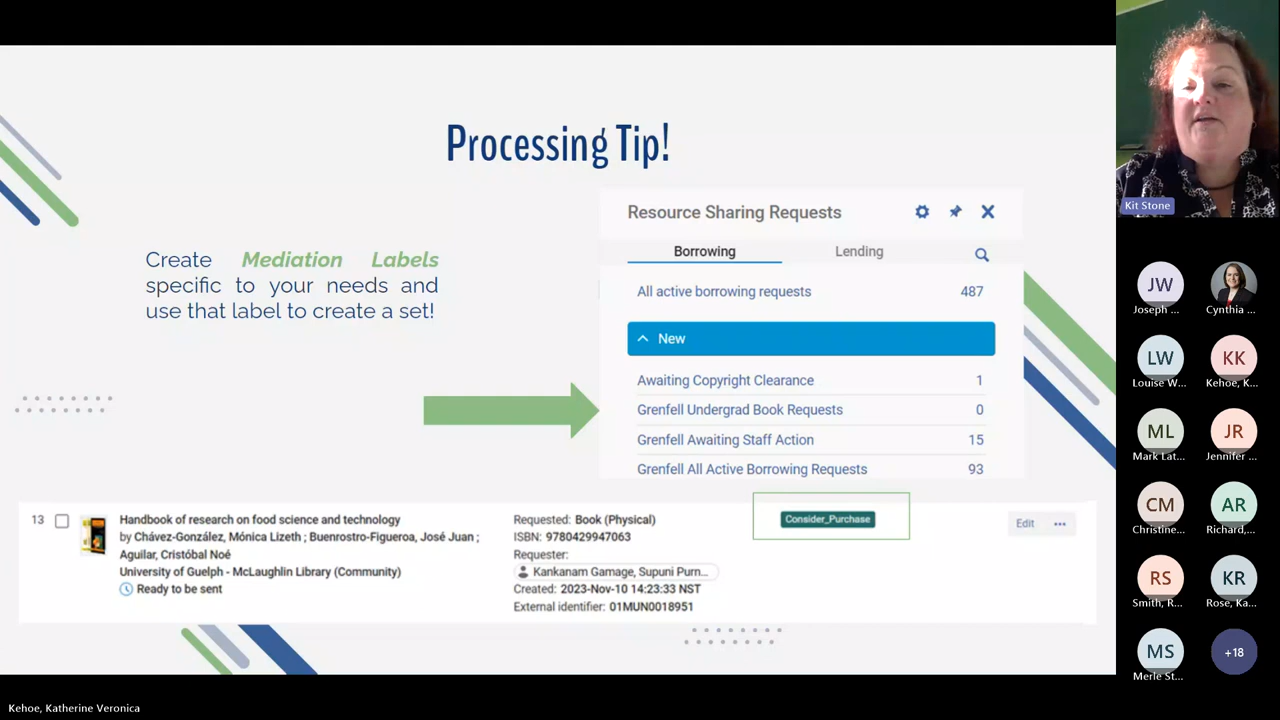 Processing Tip!
Create Mediation Labels
specific to your needs and
use that label to create a set!
Resource Sharing Requests
Borrowing Lending
All active borrowing requests 487
New
Awaiting Copyright Clearance 1
Grenfell Undergrad Book Requests 0
Grenfell Awaiting Staff Action 15
Grenfell All Active Borrowing Requests 93
13
Handbook of research on food science and technology
by Chávez-González, Mónica Lizeth ; Buenrostro-Figueroa, José Juan ;
Aguilar, Cristóbal Noé
University of Guelph - McLaughlin Library (Community)
Ready to be sent
Requested: Book (Physical)
ISBN: 9780429947063
Requester:
Kankanam Gamage, Supuni Purn...
Created: 2023-Nov-10 14:23:33 NST
External identifier: 01MUN0018951
Consider_Purchase
Edit
Kit Stone
JW
Joseph ...
Cynthia ...
LW
Louise W...
KK
Kehoe, K...
ML
Mark Lat...
JR
Jennifer ...
CM
Christine...
AR
Richard,...
RS
Smith, R...
KR
Rose, Ka...
MS
Merle St...
+18
Kehoe, Katherine Veronica